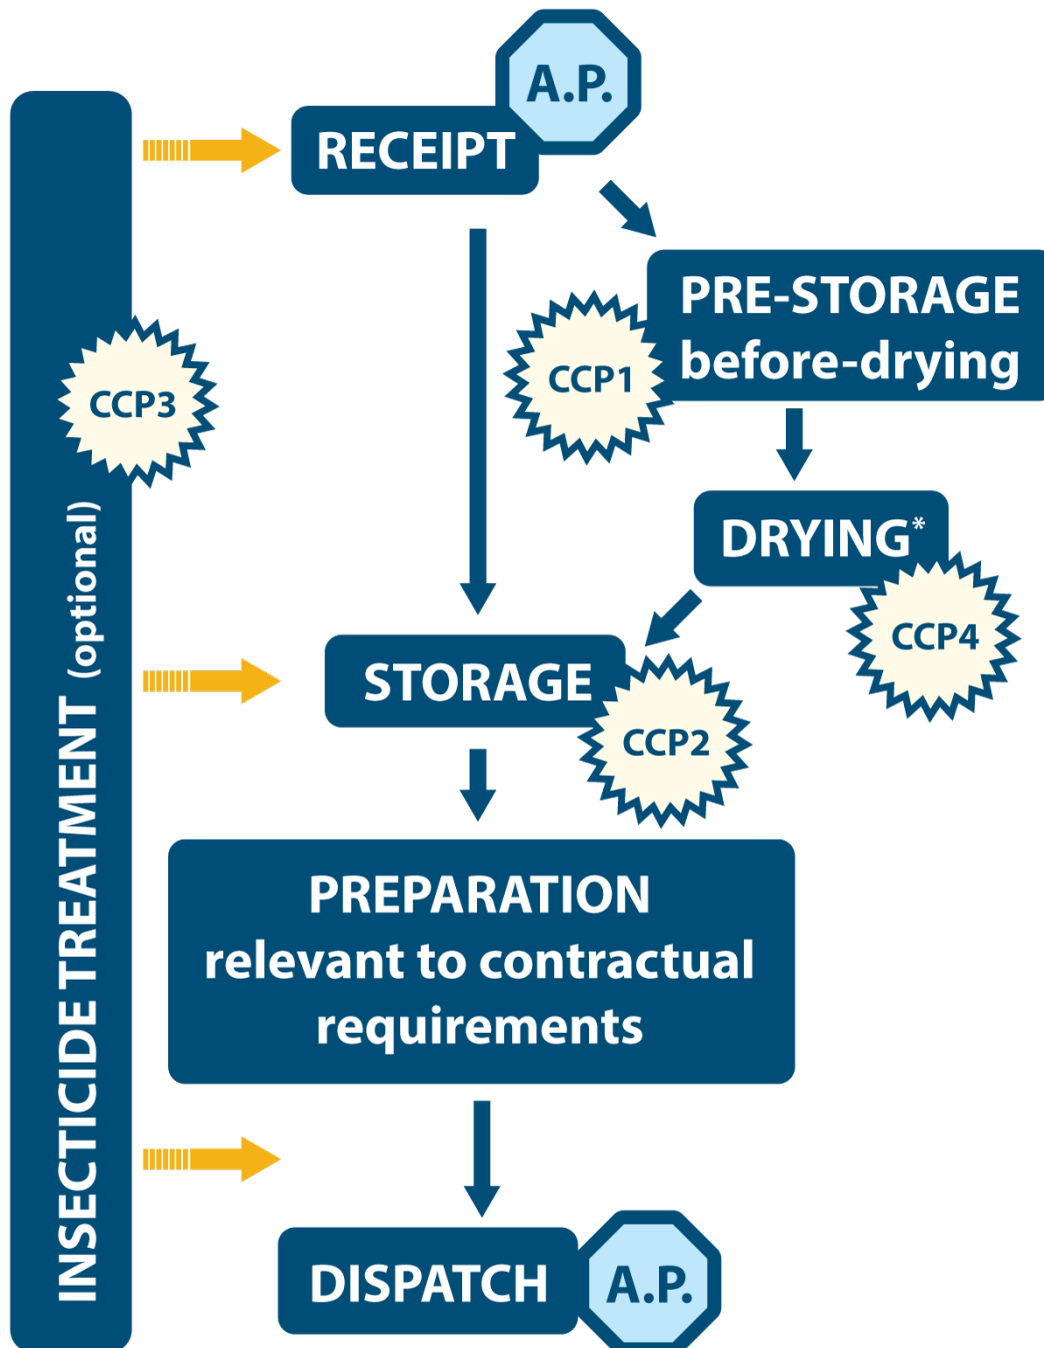 A.P.
RECEIPT
PRE-STORAGE
before-drying
CCP1
CCP3
DRYING*
CCP4
INSECTICIDE TREATMENT (optional)
STORAGE
CCP2
PREPARATION
relevant to contractual
requirements
DISPATCH
A.P.